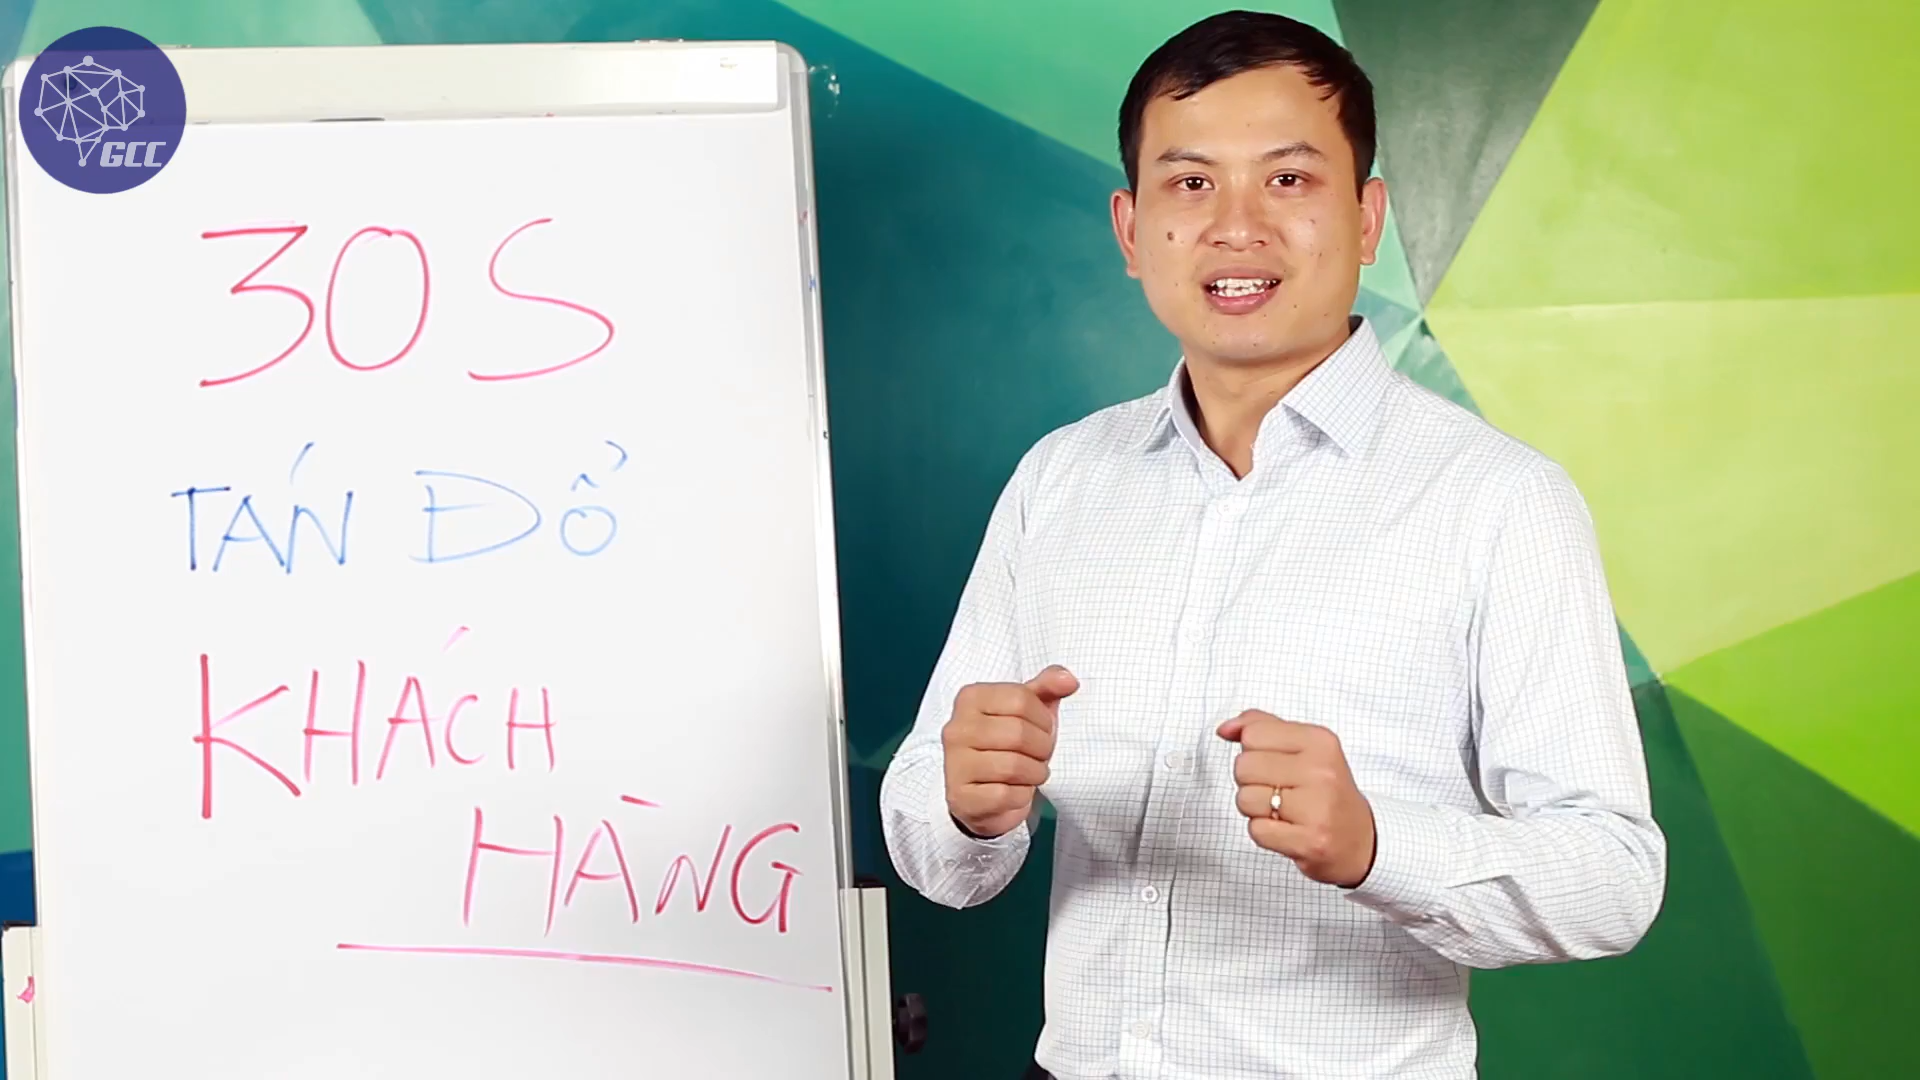 GCC
30S
TÁN ĐỔ
KHÁCH
HÀNG